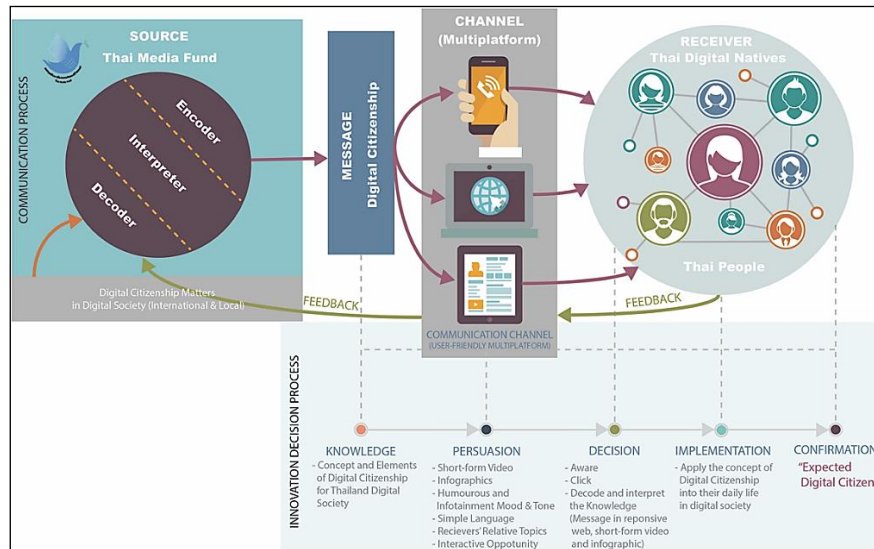 COMMUNICATION PROCESS
SOURCE
Thai Media Fund
Encoder
Interpreter
Decoder
Digital Citizenship Matters
in Digital Society (International & Local)
MESSAGE
Digital Citizenship
CHANNEL
(Multiplatform)
COMMUNICATION CHANNEL
(USER-FRIENDLY MULTIPLATFORM)
RECEIVER
Thai Digital Natives
Thai People
FEEDBACK
FEEDBACK
INNOVATION DECISION PROCESS
KNOWLEDGE
- Concept and Elements
of Digital Citizenship
for Thailand Digital
Society
PERSUASION
- Short-form Video
- Infographics
- Humourous and
Infotainment Mood & Tone
- Simple Language
- Recievers' Relative Topics
- Interactive Oppotunity
DECISION
- Aware
- Click
- Decode and interpret
the Knowledge
(Message in reponsive
web, short-form video
and infographic)
IMPLEMENTATION
- Apply the concept of
Digital Citizenship
into their daily life
in digital society
CONFIRMATION
"Expected
Digital Citizen